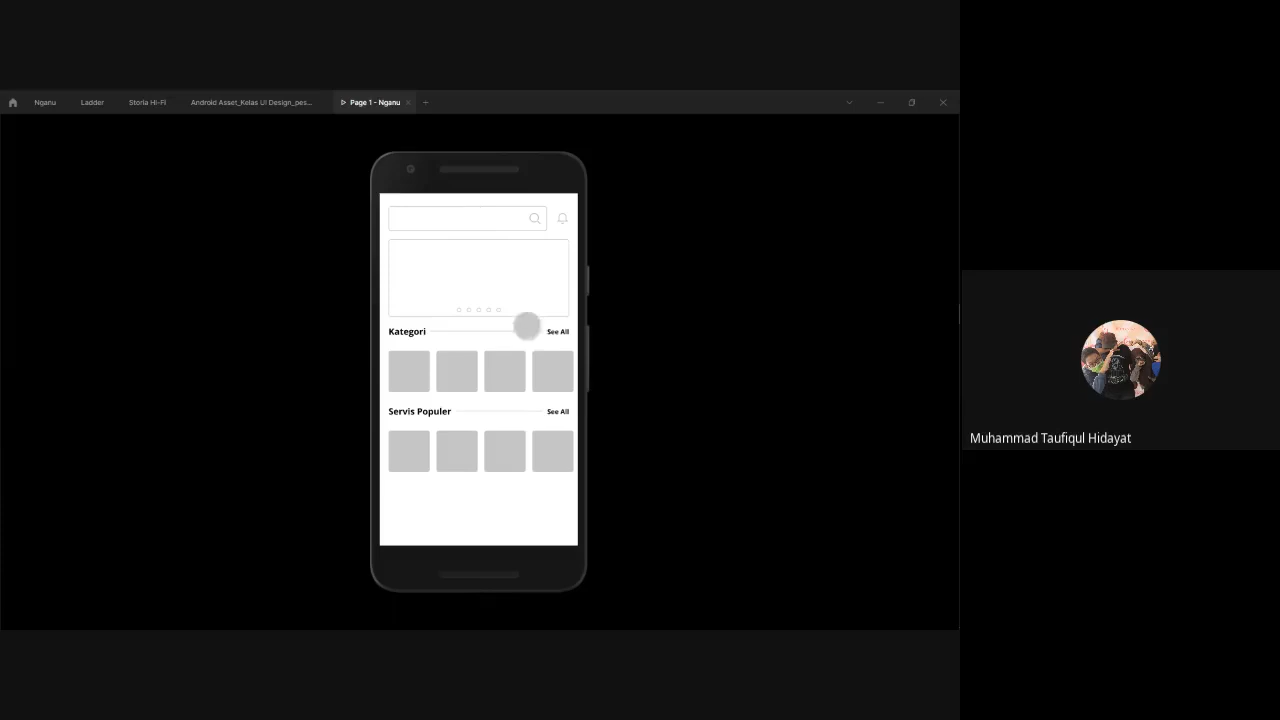 Nganu
Ladder
Storia Hi-Fi
Android Asset_Kelas UI Design_pes...
Page 1 - Nganu
Kategori
See All
Servis Populer
See All
Muhammad Taufiqul Hidayat